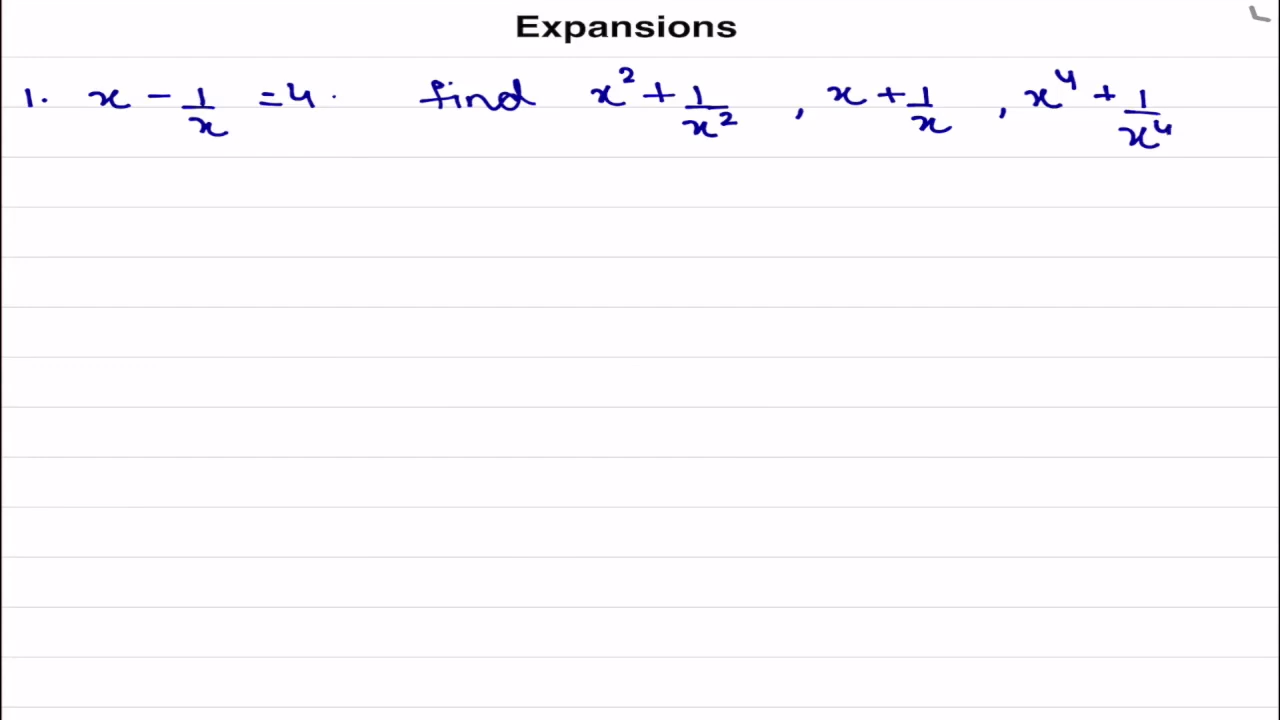 Expansions
1. x - 1/x = 4. find x² + 1/x² , x + 1/x , x⁴ + 1/x⁴